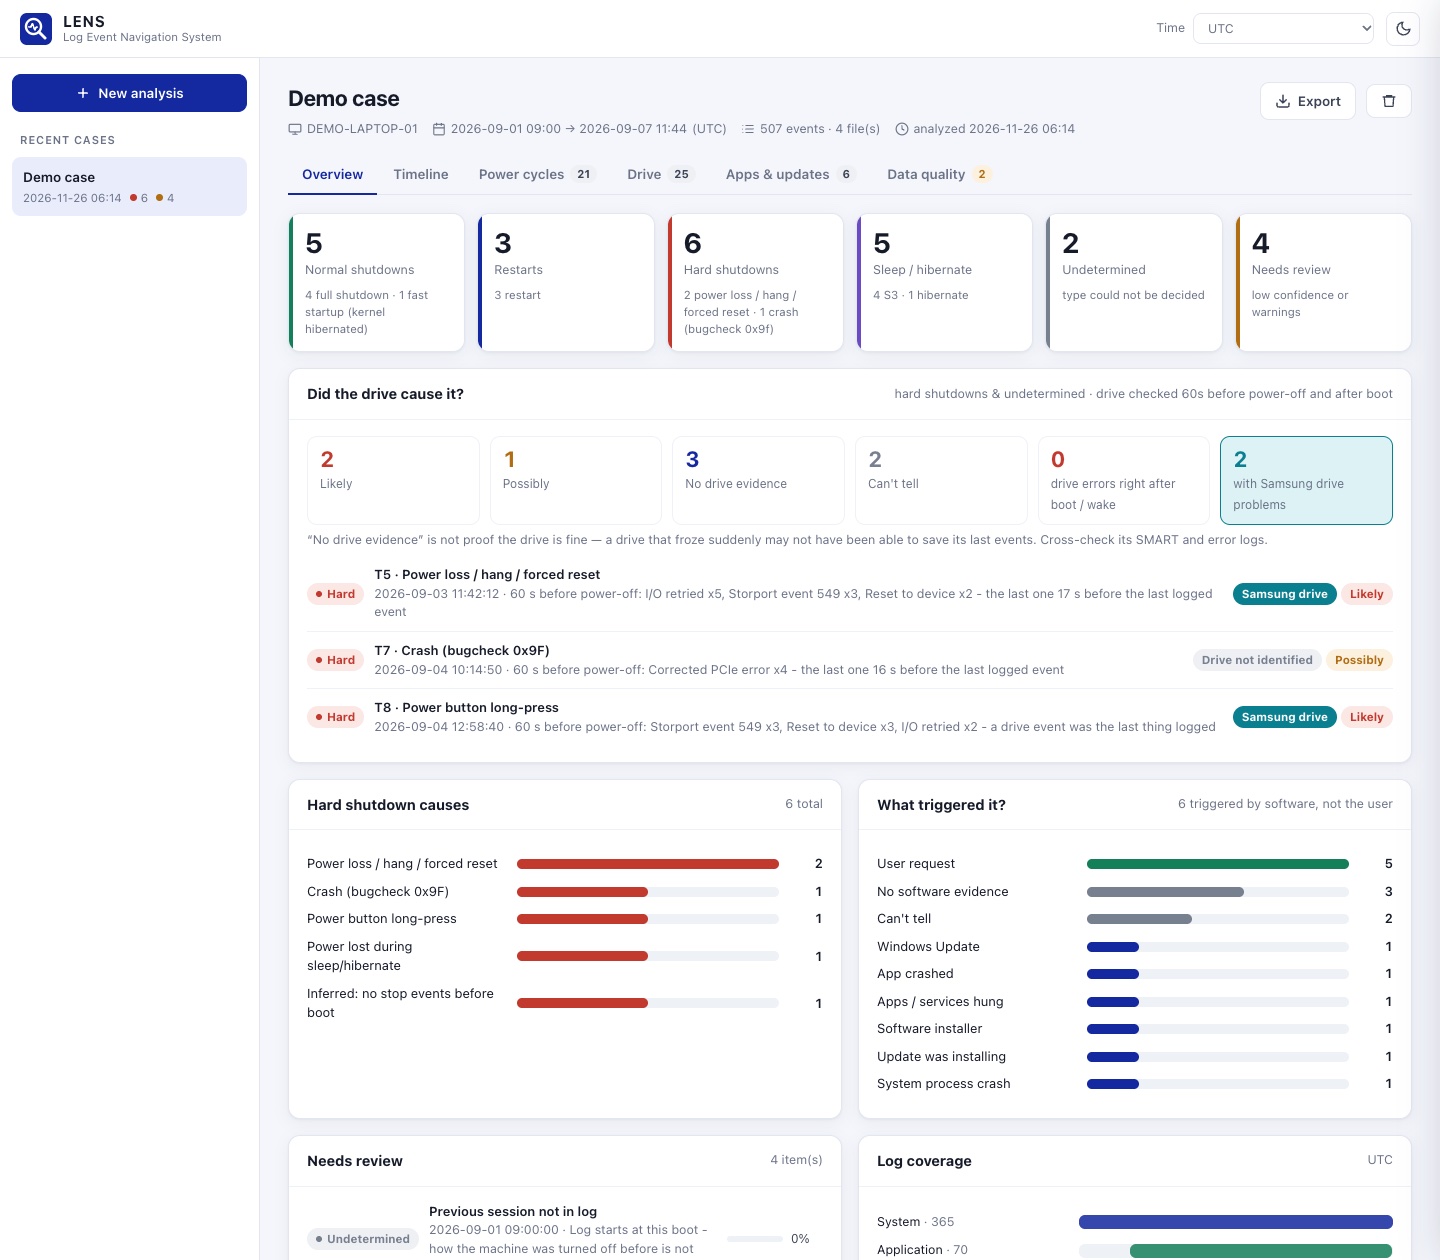 LENS
Log Event Navigation System
Time
UTC
New analysis
RECENT CASES
Demo case
2026-11-26 06:14 6 4
Demo case
DEMO-LAPTOP-01 2026-09-01 09:00 → 2026-09-07 11:44 (UTC) 507 events · 4 file(s) analyzed 2026-11-26 06:14
Export
Overview Timeline Power cycles 21 Drive 25 Apps & updates 6 Data quality 2
5
Normal shutdowns
4 full shutdown · 1 fast
startup (kernel
hibernated)
3
Restarts
3 restart
6
Hard shutdowns
2 power loss / hang /
forced reset · 1 crash
(bugcheck 0x9f)
5
Sleep / hibernate
4 S3 · 1 hibernate
2
Undetermined
type could not be decided
4
Needs review
low confidence or
warnings
Did the drive cause it?
hard shutdowns & undetermined · drive checked 60s before power-off and after boot
2
Likely
1
Possibly
3
No drive evidence
2
Can't tell
0
drive errors right after
boot / wake
2
with Samsung drive
problems
“No drive evidence” is not proof the drive is fine — a drive that froze suddenly may not have been able to save its last events. Cross-check its SMART and error logs.
Hard
T5 · Power loss / hang / forced reset
2026-09-03 11:42:12 · 60 s before power-off: I/O retried x5, Storport event 549 x3, Reset to device x2 - the last one 17 s before the last logged
event
Samsung drive Likely
Hard
T7 · Crash (bugcheck 0x9F)
2026-09-04 10:14:50 · 60 s before power-off: Corrected PCIe error x4 - the last one 16 s before the last logged event
Drive not identified Possibly
Hard
T8 · Power button long-press
2026-09-04 12:58:40 · 60 s before power-off: Storport event 549 x3, Reset to device x3, I/O retried x2 - a drive event was the last thing logged
Samsung drive Likely
Hard shutdown causes
6 total
Power loss / hang / forced reset 2
Crash (bugcheck 0x9F) 1
Power button long-press 1
Power lost during
sleep/hibernate
1
Inferred: no stop events before
boot
1
What triggered it?
6 triggered by software, not the user
User request 5
No software evidence 3
Can't tell 2
Windows Update 1
App crashed 1
Apps / services hung 1
Software installer 1
Update was installing 1
System process crash 1
Needs review
4 item(s)
Undetermined
Previous session not in log
2026-09-01 09:00:00 · Log starts at this boot -
how the machine was turned off before is not
0%
Log coverage
UTC
System · 365
Application · 70